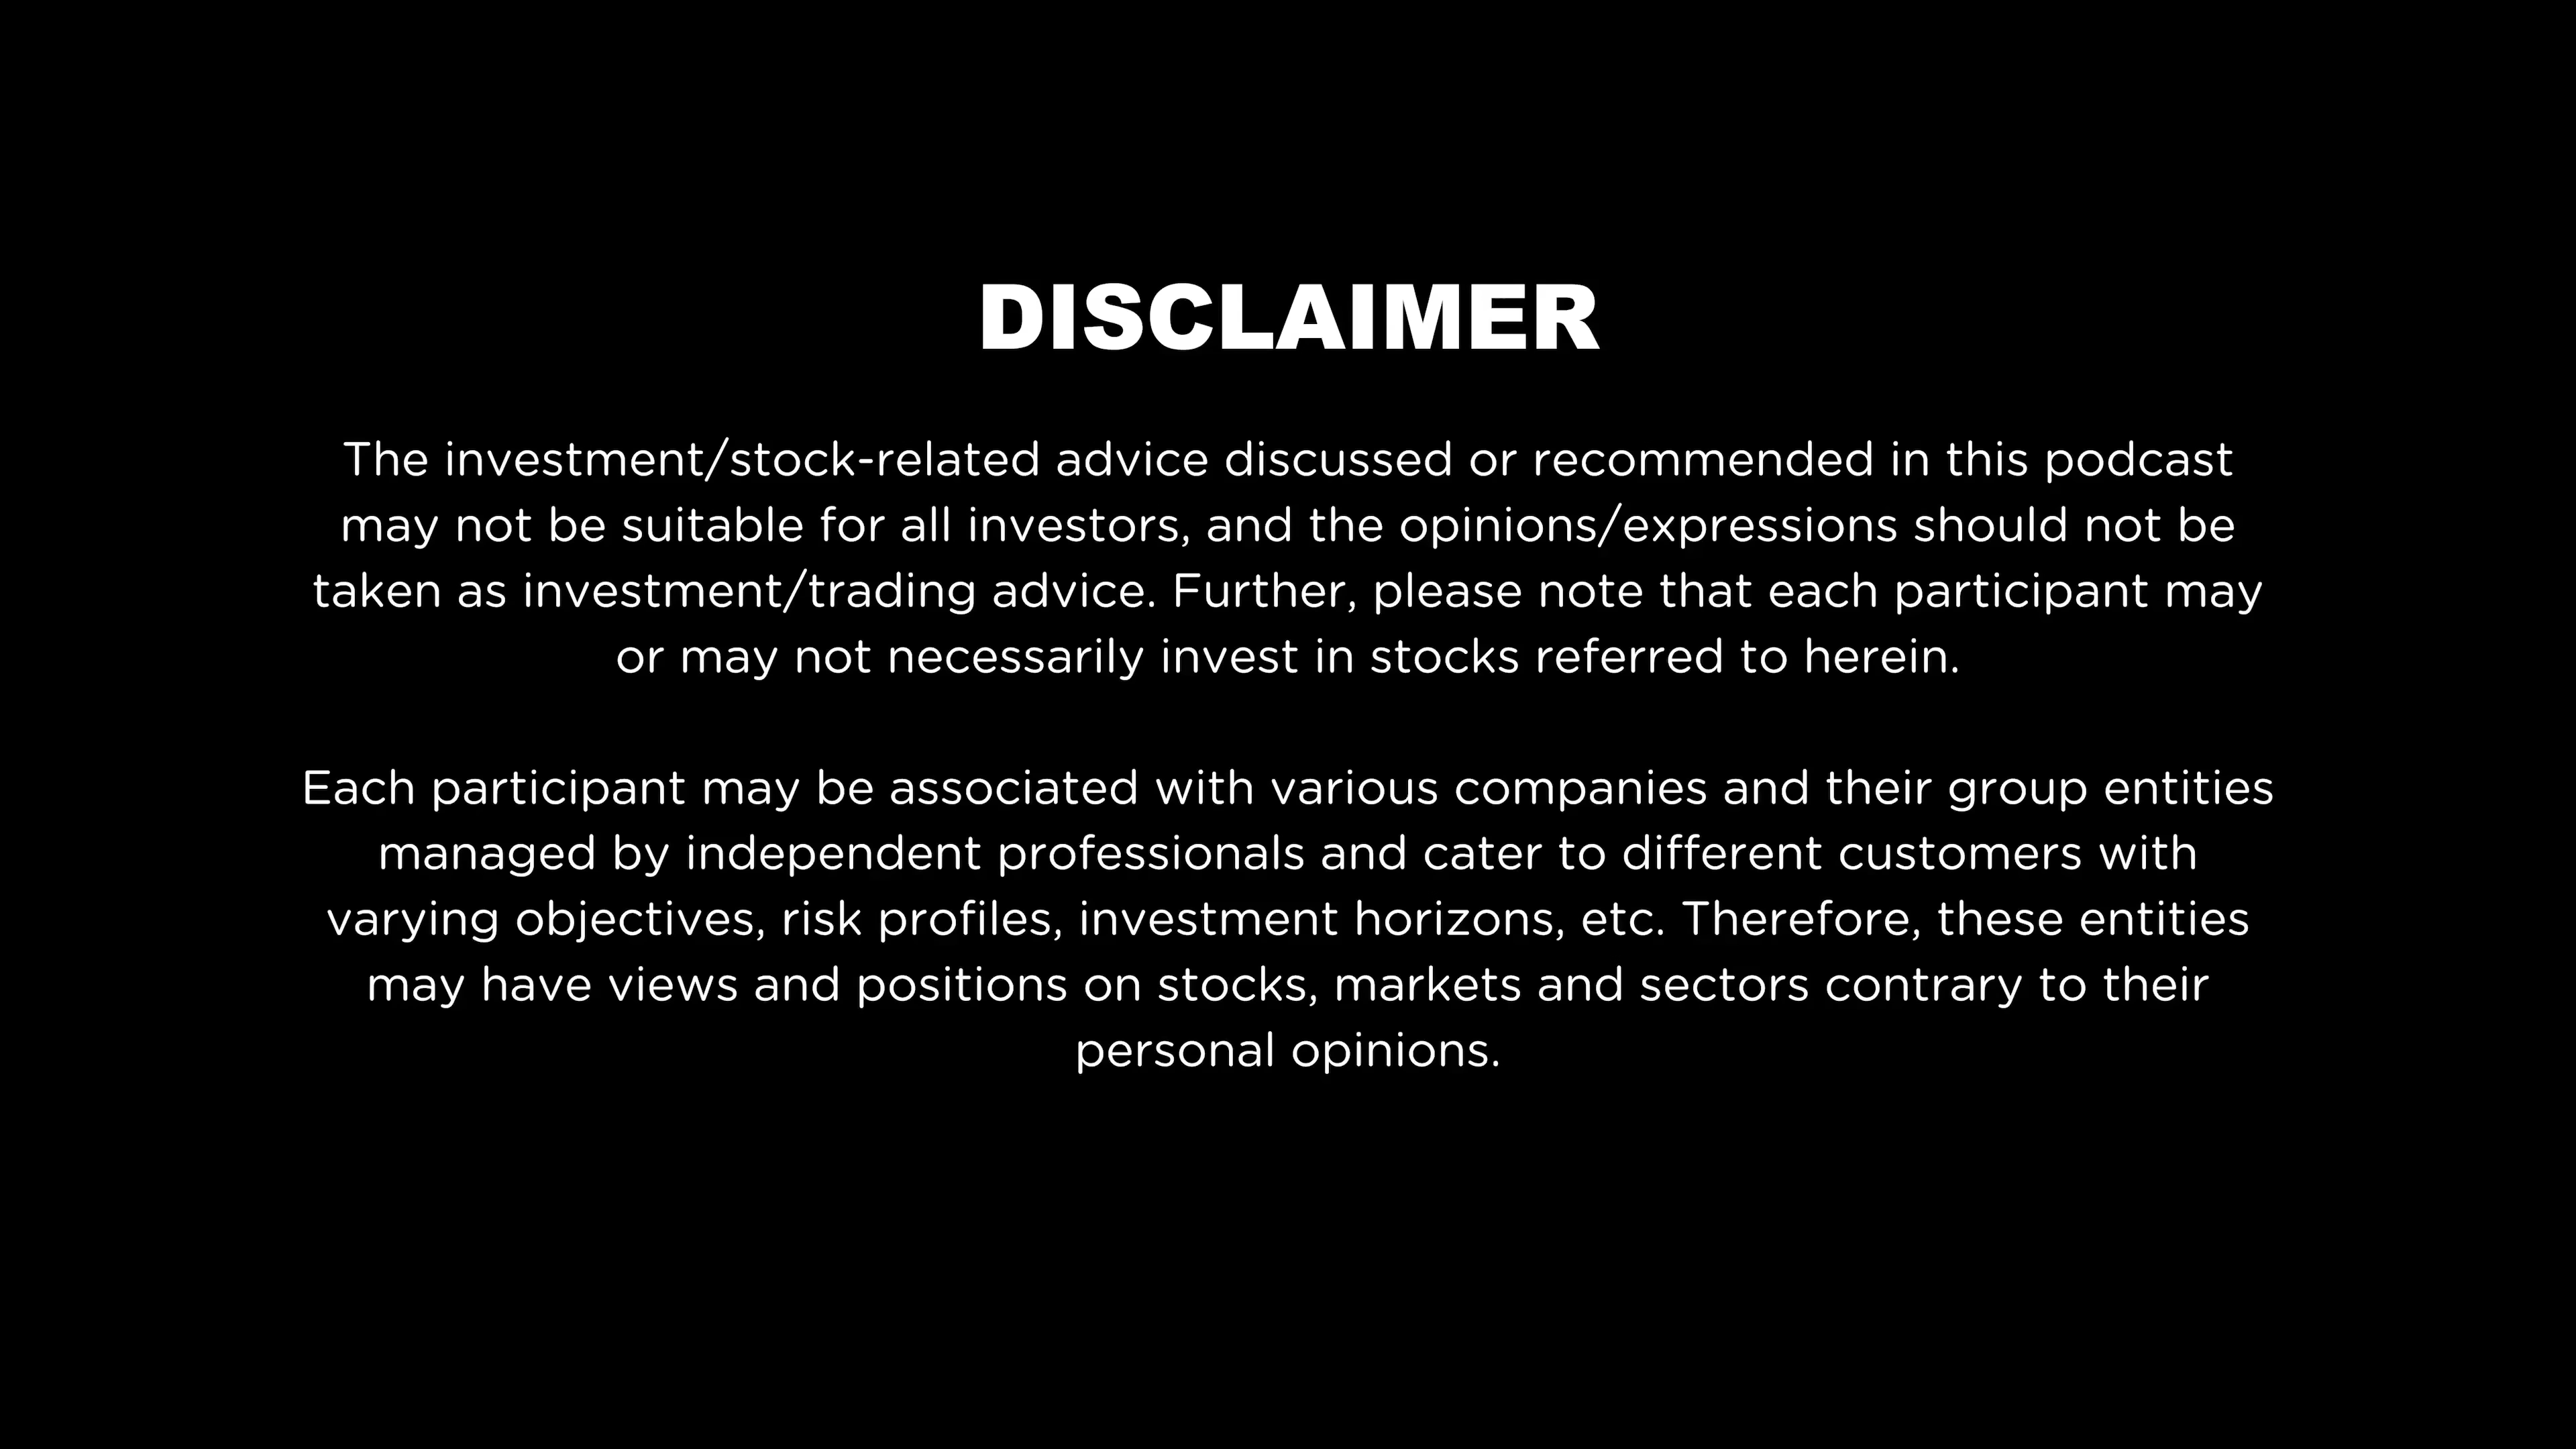 DISCLAIMER
The investment/stock-related advice discussed or recommended in this podcast
may not be suitable for all investors, and the opinions/expressions should not be
taken as investment/trading advice. Further, please note that each participant may
or may not necessarily invest in stocks referred to herein.
Each participant may be associated with various companies and their group entities
managed by independent professionals and cater to different customers with
varying objectives, risk profiles, investment horizons, etc. Therefore, these entities
may have views and positions on stocks, markets and sectors contrary to their
personal opinions.